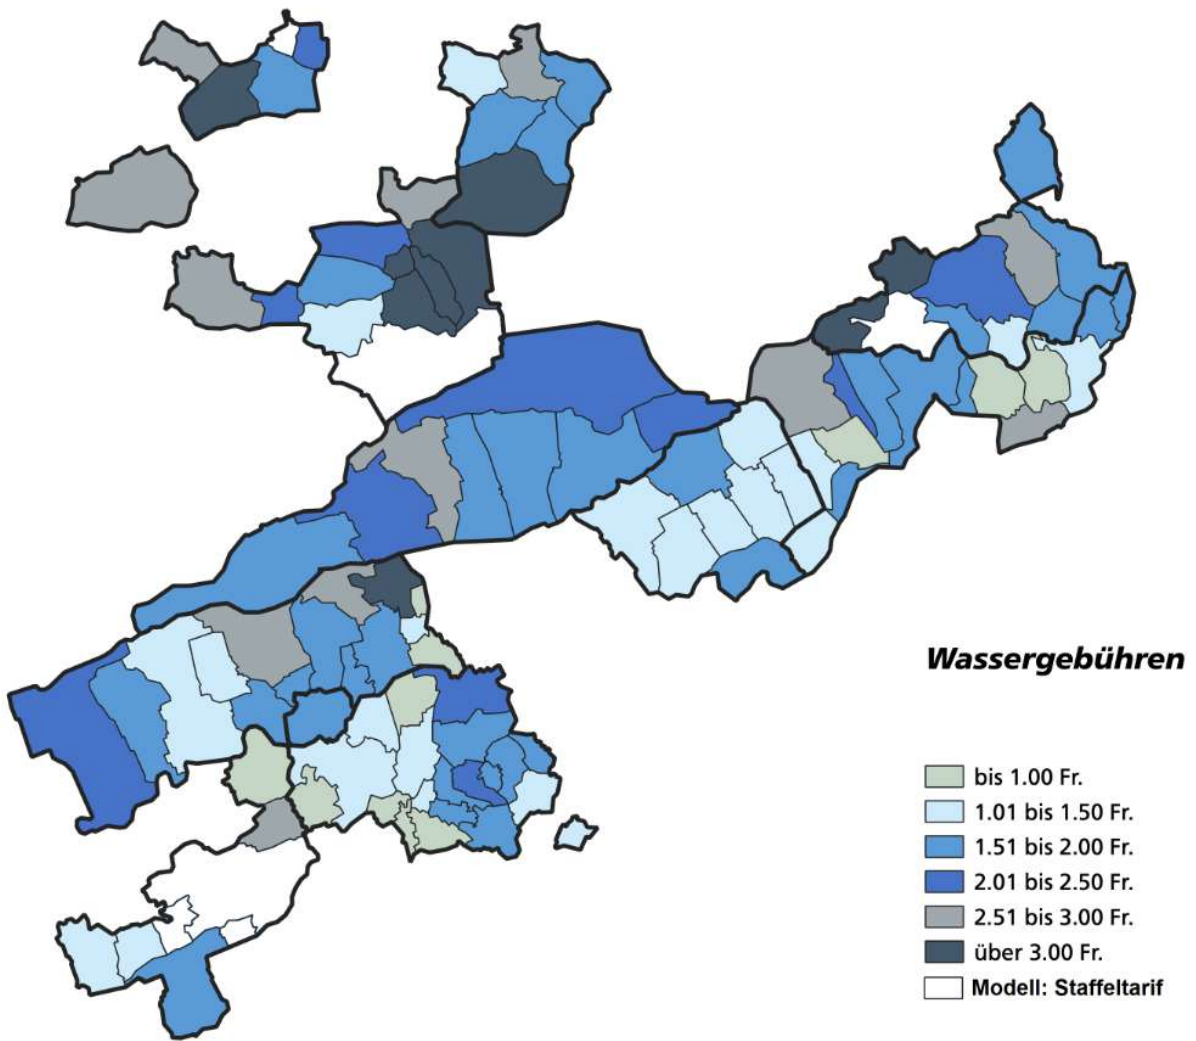 Wassergebühren
bis 1.00 Fr.
1.01 bis 1.50 Fr.
1.51 bis 2.00 Fr.
2.01 bis 2.50 Fr.
2.51 bis 3.00 Fr.
über 3.00 Fr.
Modell: Staffeltarif